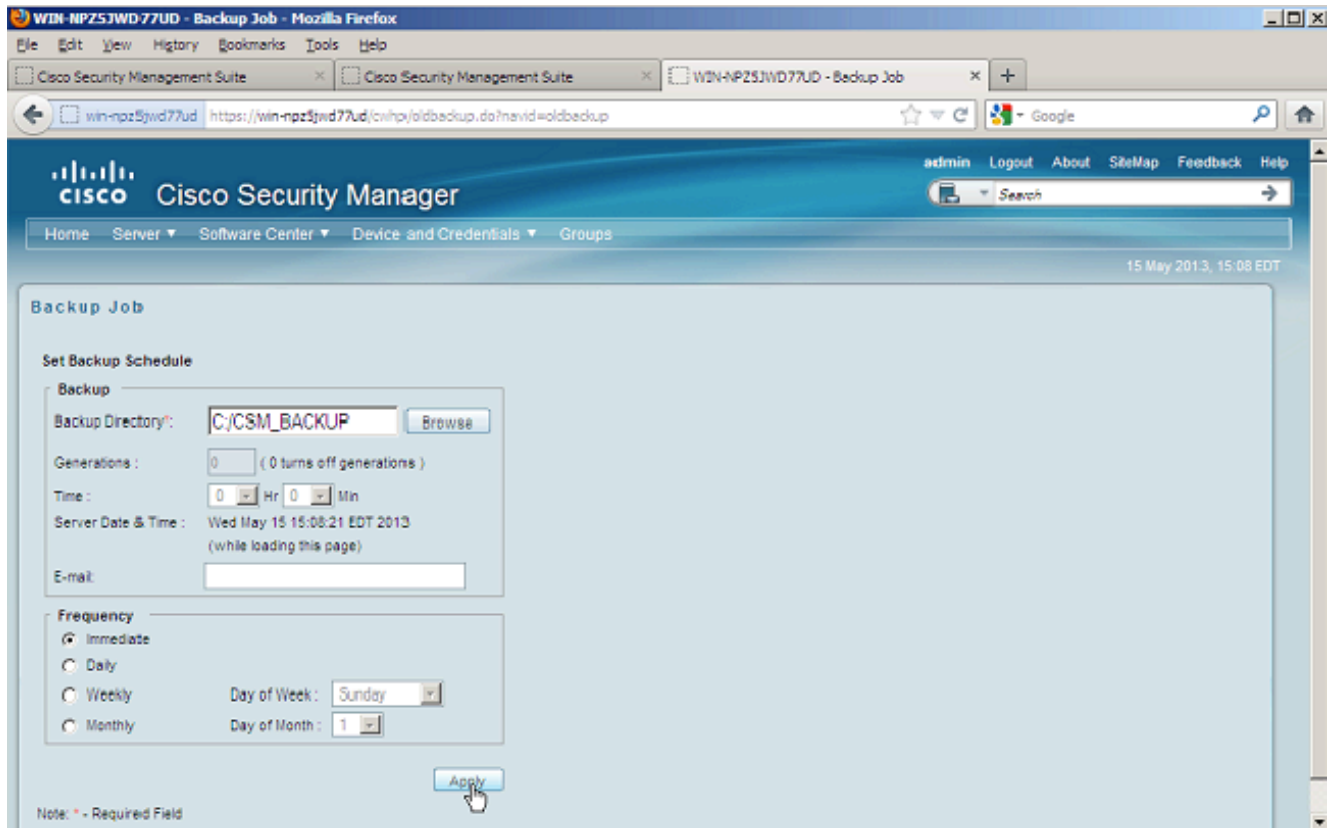 WIN-NPZ5JWD77UD - Backup Job - Mozilla Firefox
File Edit View History Bookmarks Tools Help
Cisco Security Management Suite × Cisco Security Management Suite × WIN-NPZ5JWD77UD - Backup Job × +
win-npz5jwd77ud https://win-npz5jwd77ud/cwhp/oldbackup.do?navid=oldbackup Google
admin Logout About SiteMap Feedback Help
CISCO Cisco Security Manager
Search
Home Server Software Center Device and Credentials Groups
15 May 2013, 15:08 EDT
Backup Job
Set Backup Schedule
Backup
Backup Directory*: C:/CSM_BACKUP Browse
Generations : 0 ( 0 turns off generations )
Time : 0 Hr 0 Min
Server Date & Time : Wed May 15 15:08:21 EDT 2013
(while loading this page)
E-mail:
Frequency
Immediate
Daily
Weekly Day of Week : Sunday
Monthly Day of Month : 1
Apply
Note: * - Required Field